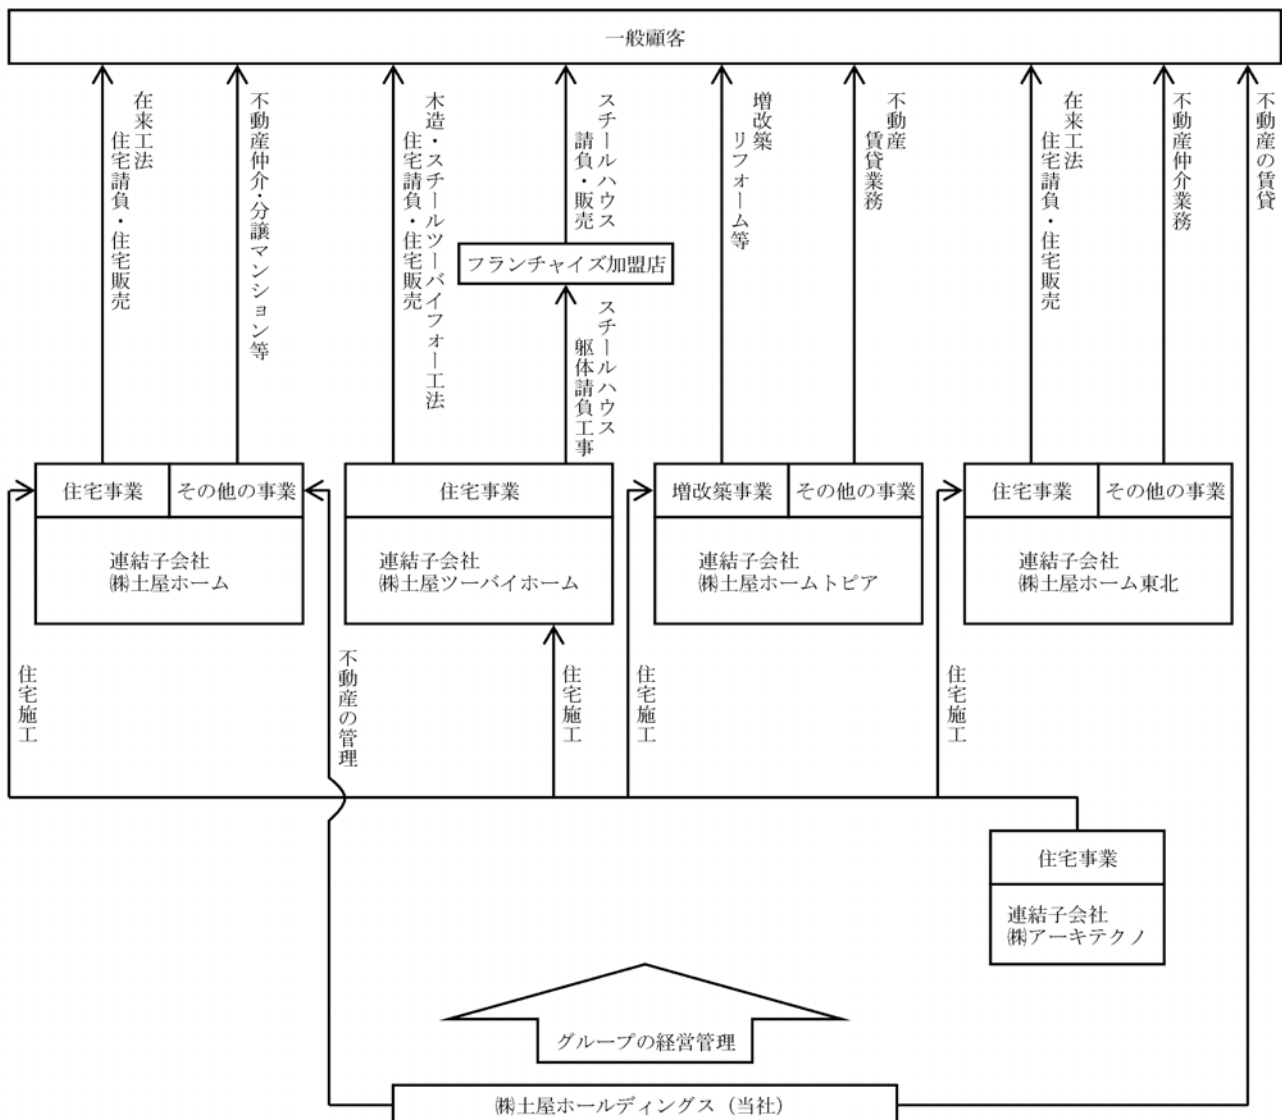 一般顧客
在来工法
住宅請負・住宅販売
不動産仲介・分譲マンション等
木造・スチールツーバイフォー工法
住宅請負・住宅販売
スチールハウス
請負・販売
増改築
リフォーム等
不動産
賃貸業務
在来工法
住宅請負・住宅販売
不動産仲介業務
不動産の賃貸
フランチャイズ加盟店
スチールハウス
躯体請負工事
住宅事業
その他の事業
連結子会社
㈱土屋ホーム
住宅事業
連結子会社
㈱土屋ツーバイホーム
増改築事業
その他の事業
連結子会社
㈱土屋ホームトピア
住宅事業
その他の事業
連結子会社
㈱土屋ホーム東北
住宅施工
不動産の管理
住宅施工
住宅施工
住宅施工
住宅事業
連結子会社
㈱アーキテクノ
グループの経営管理
㈱土屋ホールディングス（当社）